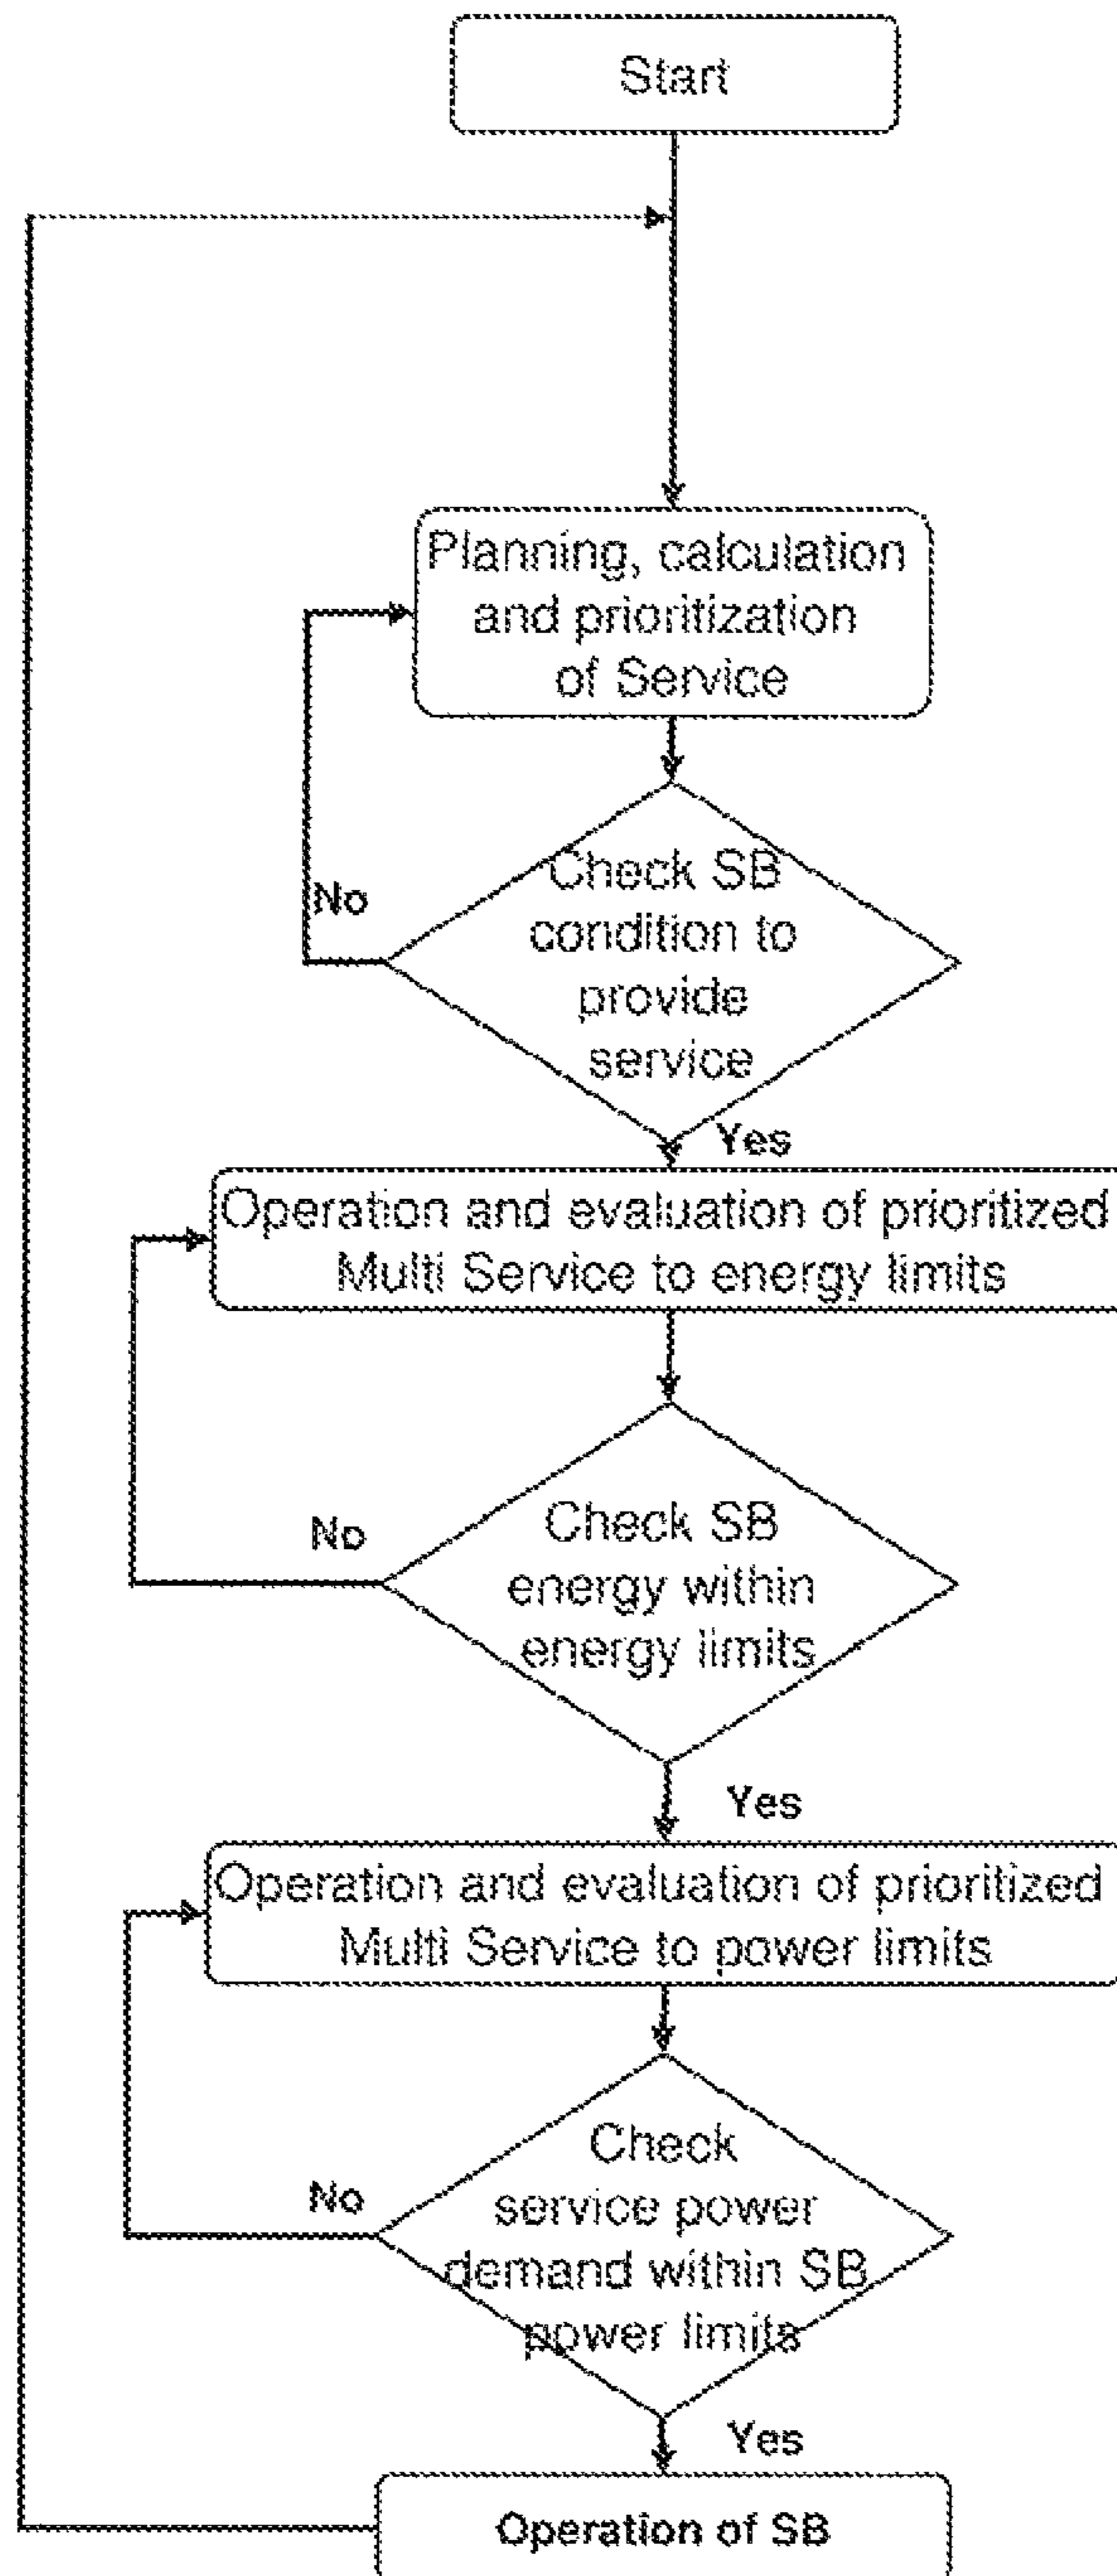 Start
Planning, calculation
and prioritization
of Service
Check SB
condition to
provide
service
No
Yes
Operation and evaluation of prioritized
Multi Service to energy limits
Check SB
energy within
energy limits
No
Yes
Operation and evaluation of prioritized
Multi Service to power limits
Check
service power
demand within SB
power limits
No
Yes
Operation of SB